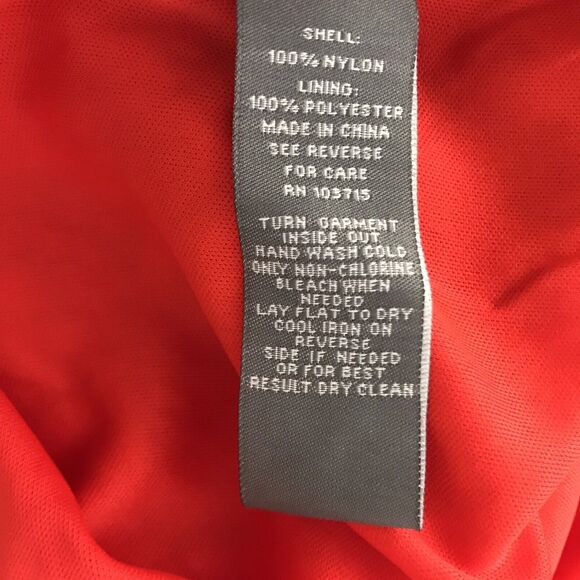 SHELL:
100% NYLON
LINING:
100% POLYESTER
MADE IN CHINA
SEE REVERSE
FOR CARE
RN 103715
TURN GARMENT
INSIDE OUT
HAND WASH COLD
ONLY NON-CHLORINE
BLEACH WHEN
NEEDED
LAY FLAT TO DRY
COOL IRON ON
REVERSE
SIDE IF NEEDED
OR FOR BEST
RESULT DRY CLEAN